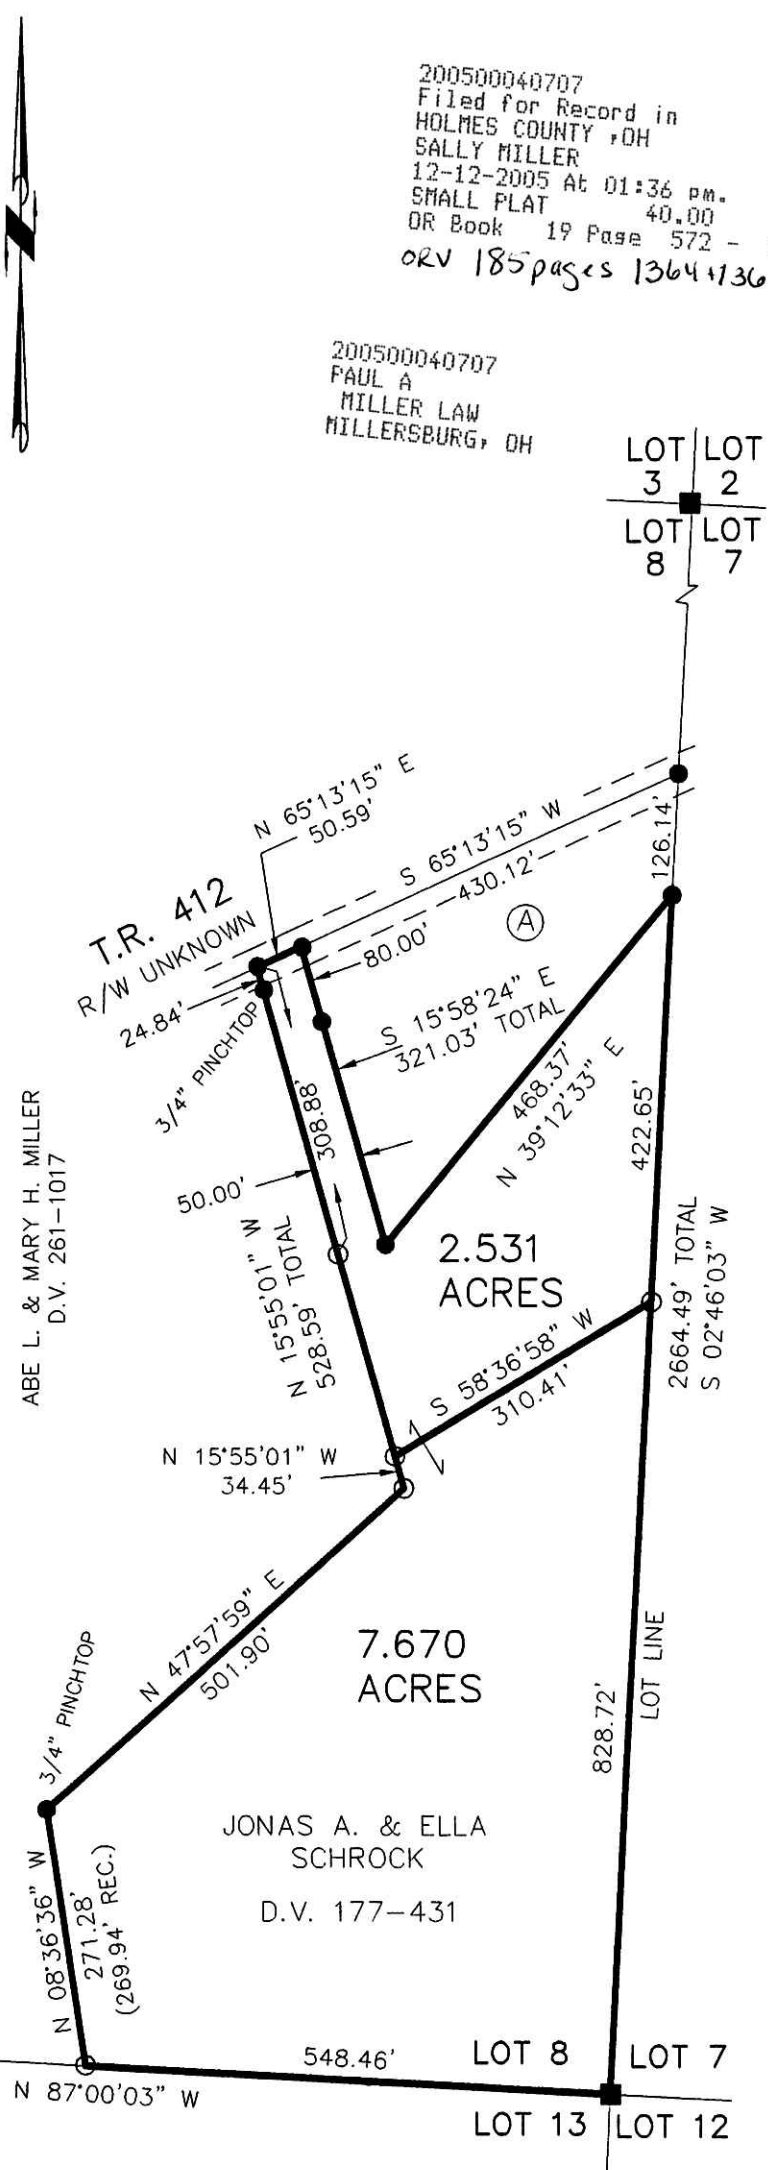 200500040707
Filed for Record in
HOLMES COUNTY ,OH
SALLY MILLER
12-12-2005 At 01:36 pm.
SMALL PLAT 40.00
OR Book 19 Page 572 -
ORV 185 pages 1364+136
200500040707
PAUL A
MILLER LAW
MILLERSBURG, OH
LOT LOT
3 2
LOT LOT
8 7
N 65°13'15" E
50.59'
S 65°13'15" W
430.12'
126.14'
T.R. 412
R/W UNKNOWN
24.84'
3/4" PINCHTOP
80.00'
A
S 15°58'24" E
321.03' TOTAL
468.37'
N 39°12'33" E
422.65'
308.88'
50.00'
ABE L. & MARY H. MILLER
D.V. 261-1017
N 15°55'01" W
528.59' TOTAL
2.531
ACRES
2664.49' TOTAL
S 02°46'03" W
S 58°36'58" W
310.41'
N 15°55'01" W
34.45'
N 47°57'59" E
501.90'
7.670
ACRES
3/4" PINCHTOP
LOT LINE
828.72'
JONAS A. & ELLA
SCHROCK
D.V. 177-431
N 08°36'36" W
271.28'
(269.94' REC.)
548.46'
N 87°00'03" W
LOT 8 LOT 7
LOT 13 LOT 12